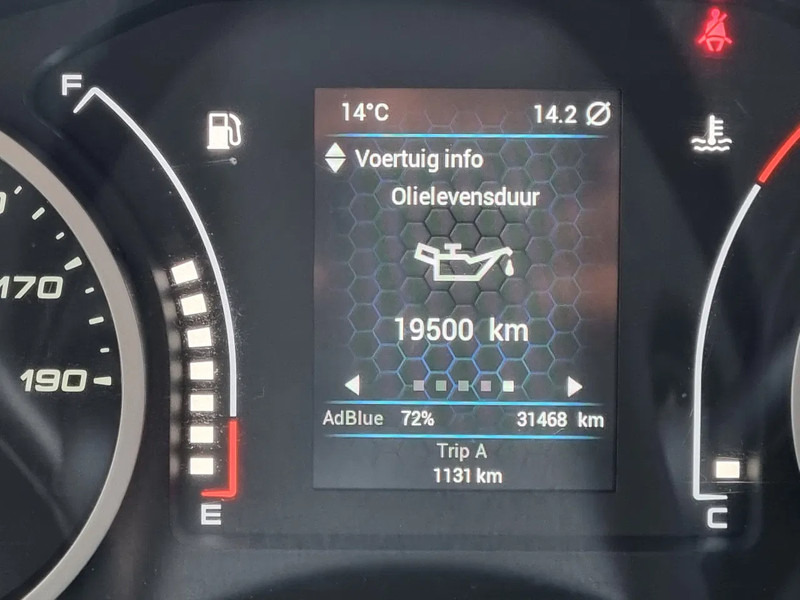 F
14°C 14.2 Ø
Voertuig info
Olielevensduur
170
19500 km
190
AdBlue 72% 31468 km
Trip A
1131 km
E
C